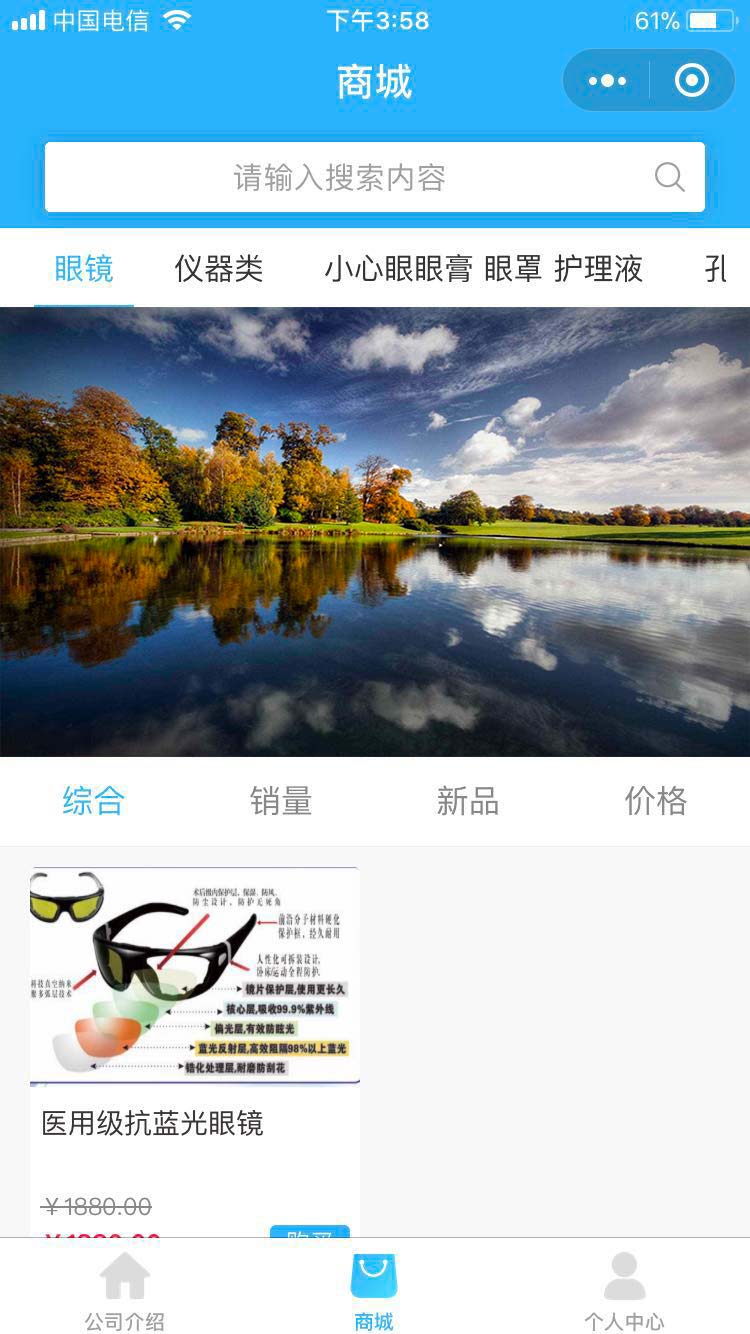 中国电信
下午3:58
61%
商城
请输入搜索内容
眼镜 仪器类 小心眼眼膏 眼罩 护理液 孔
综合 销量 新品 价格
术后眼内保护层，保湿、防风、
防尘设计、防护无死角
前沿分子材料硬化
保护框，经久耐用
人性化可拆装设计，
卧床/运动全程防护.
科技真空纳米
聚多弧层技术
镜片保护层,使用更长久
核心层,吸收99.9%紫外线
偏光层,有效防眩光
蓝光反射层,高效阻隔98%以上蓝光
锆化处理层,耐磨防刮花
医用级抗蓝光眼镜
￥1880.00
购买
公司介绍 商城 个人中心